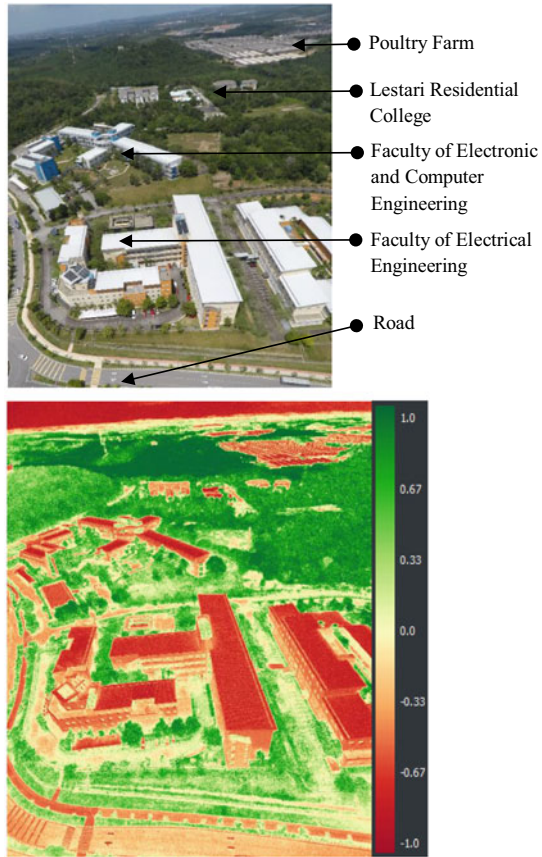 Poultry Farm
Lestari Residential
College
Faculty of Electronic
and Computer
Engineering
Faculty of Electrical
Engineering
Road
1.0
0.67
0.33
0.0
-0.33
-0.67
-1.0